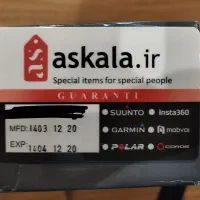 ask
askala.ir
Special items for special people
GUARANTI
SUUNTO Insta360
MFD: 1403 12 20 GARMIN mobvoi
EXP: 1404 12 20 POLAR COROS